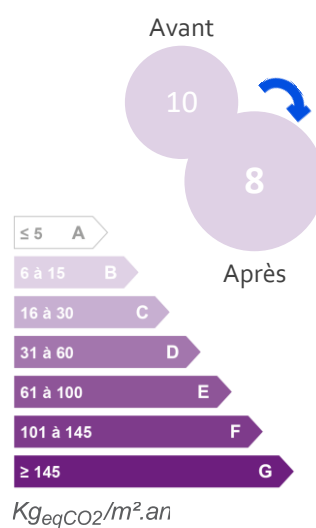 Avant
10
8
Après
≤ 5 A
6 à 15 B
16 à 30 C
31 à 60 D
61 à 100 E
101 à 145 F
≥ 145 G
KgeqCO2/m².an